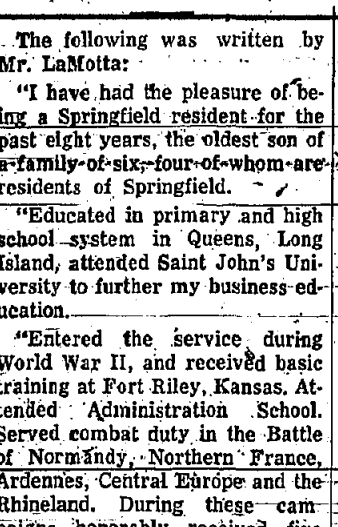 The following was written by
Mr. LaMotta:
"I have had the pleasure of be-
ing a Springfield resident for the
past eight years, the oldest son of
a family of six, four of whom are
residents of Springfield.
"Educated in primary and high
school system in Queens, Long
Island, attended Saint John's Uni-
versity to further my business ed-
ucation.
"Entered the service during
World War II, and received basic
training at Fort Riley, Kansas. At-
tended Administration School.
Served combat duty in the Battle
of Normandy, Northern France,
Ardennes, Central Europe and the
Rhineland. During these cam-
paigns honorably received five